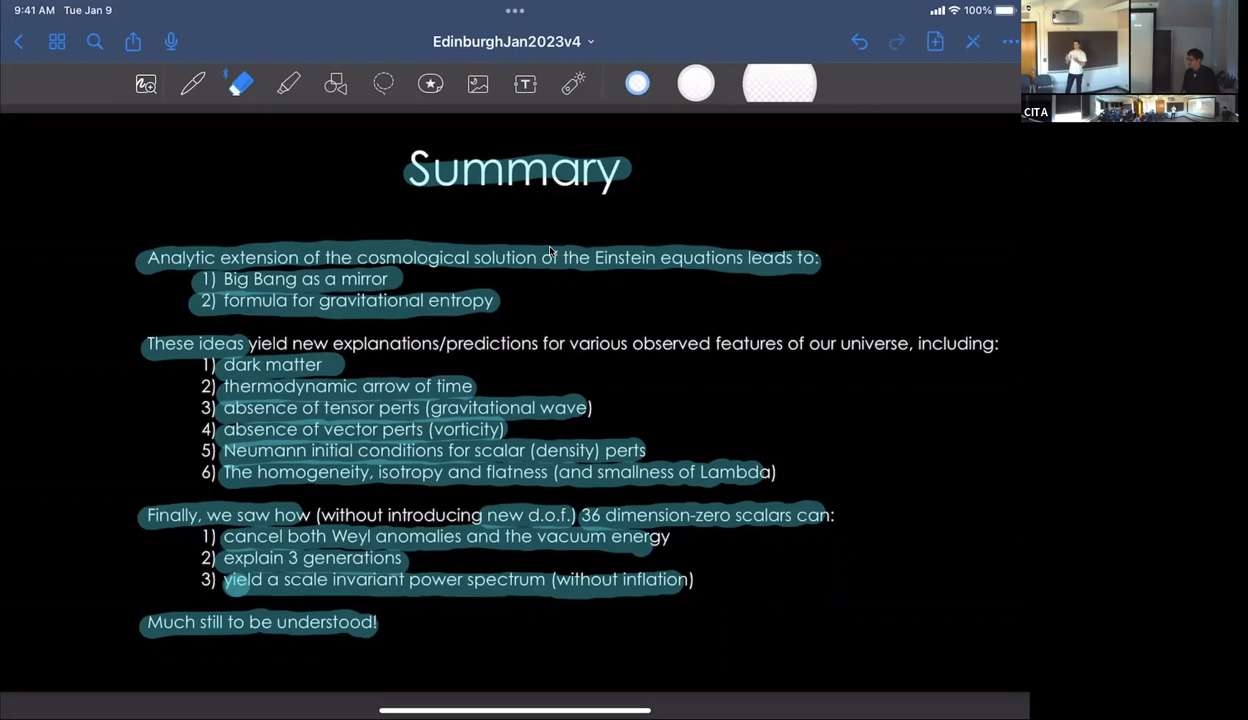 9:41 AM Tue Jan 9
100%
EdinburghJan2023v4
CITA
Summary
Analytic extension of the cosmological solution of the Einstein equations leads to:
1) Big Bang as a mirror
2) formula for gravitational entropy
These ideas yield new explanations/predictions for various observed features of our universe, including:
1) dark matter
2) thermodynamic arrow of time
3) absence of tensor perts (gravitational wave)
4) absence of vector perts (vorticity)
5) Neumann initial conditions for scalar (density) perts
6) The homogeneity, isotropy and flatness (and smallness of Lambda)
Finally, we saw how (without introducing new d.o.f.) 36 dimension-zero scalars can:
1) cancel both Weyl anomalies and the vacuum energy
2) explain 3 generations
3) yield a scale invariant power spectrum (without inflation)
Much still to be understood!